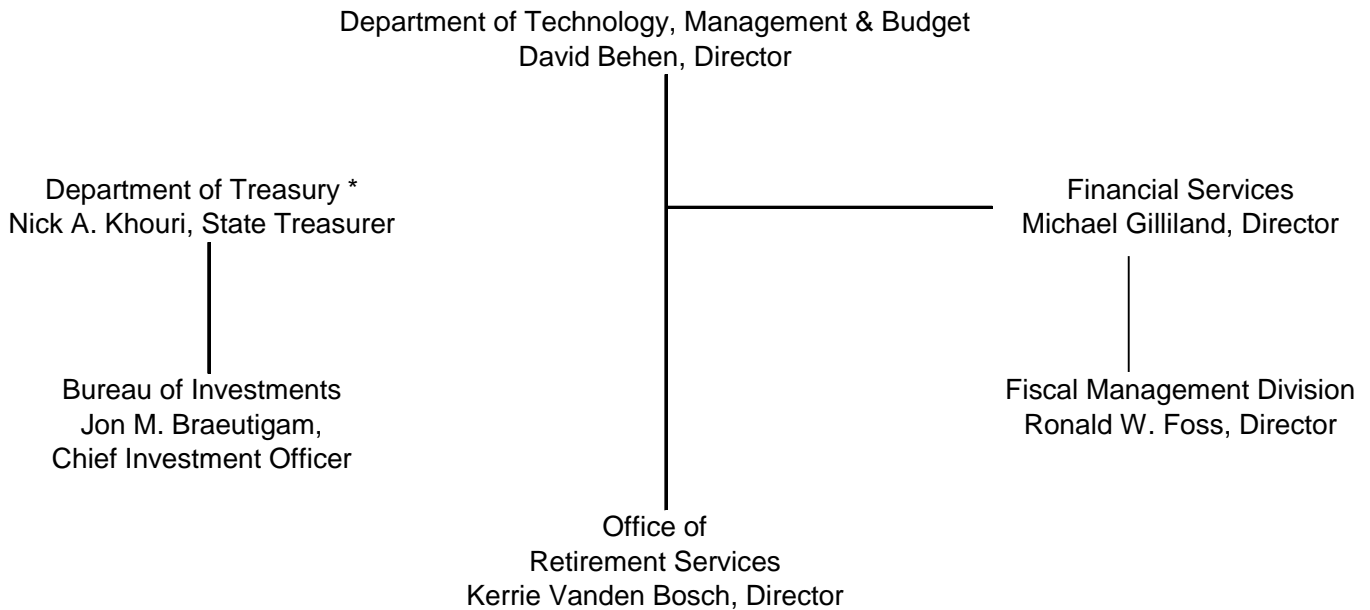 Department of Technology, Management & Budget
David Behen, Director
Department of Treasury *
Nick A. Khouri, State Treasurer
Financial Services
Michael Gilliland, Director
Bureau of Investments
Jon M. Braeutigam,
Chief Investment Officer
Fiscal Management Division
Ronald W. Foss, Director
Office of
Retirement Services
Kerrie Vanden Bosch, Director